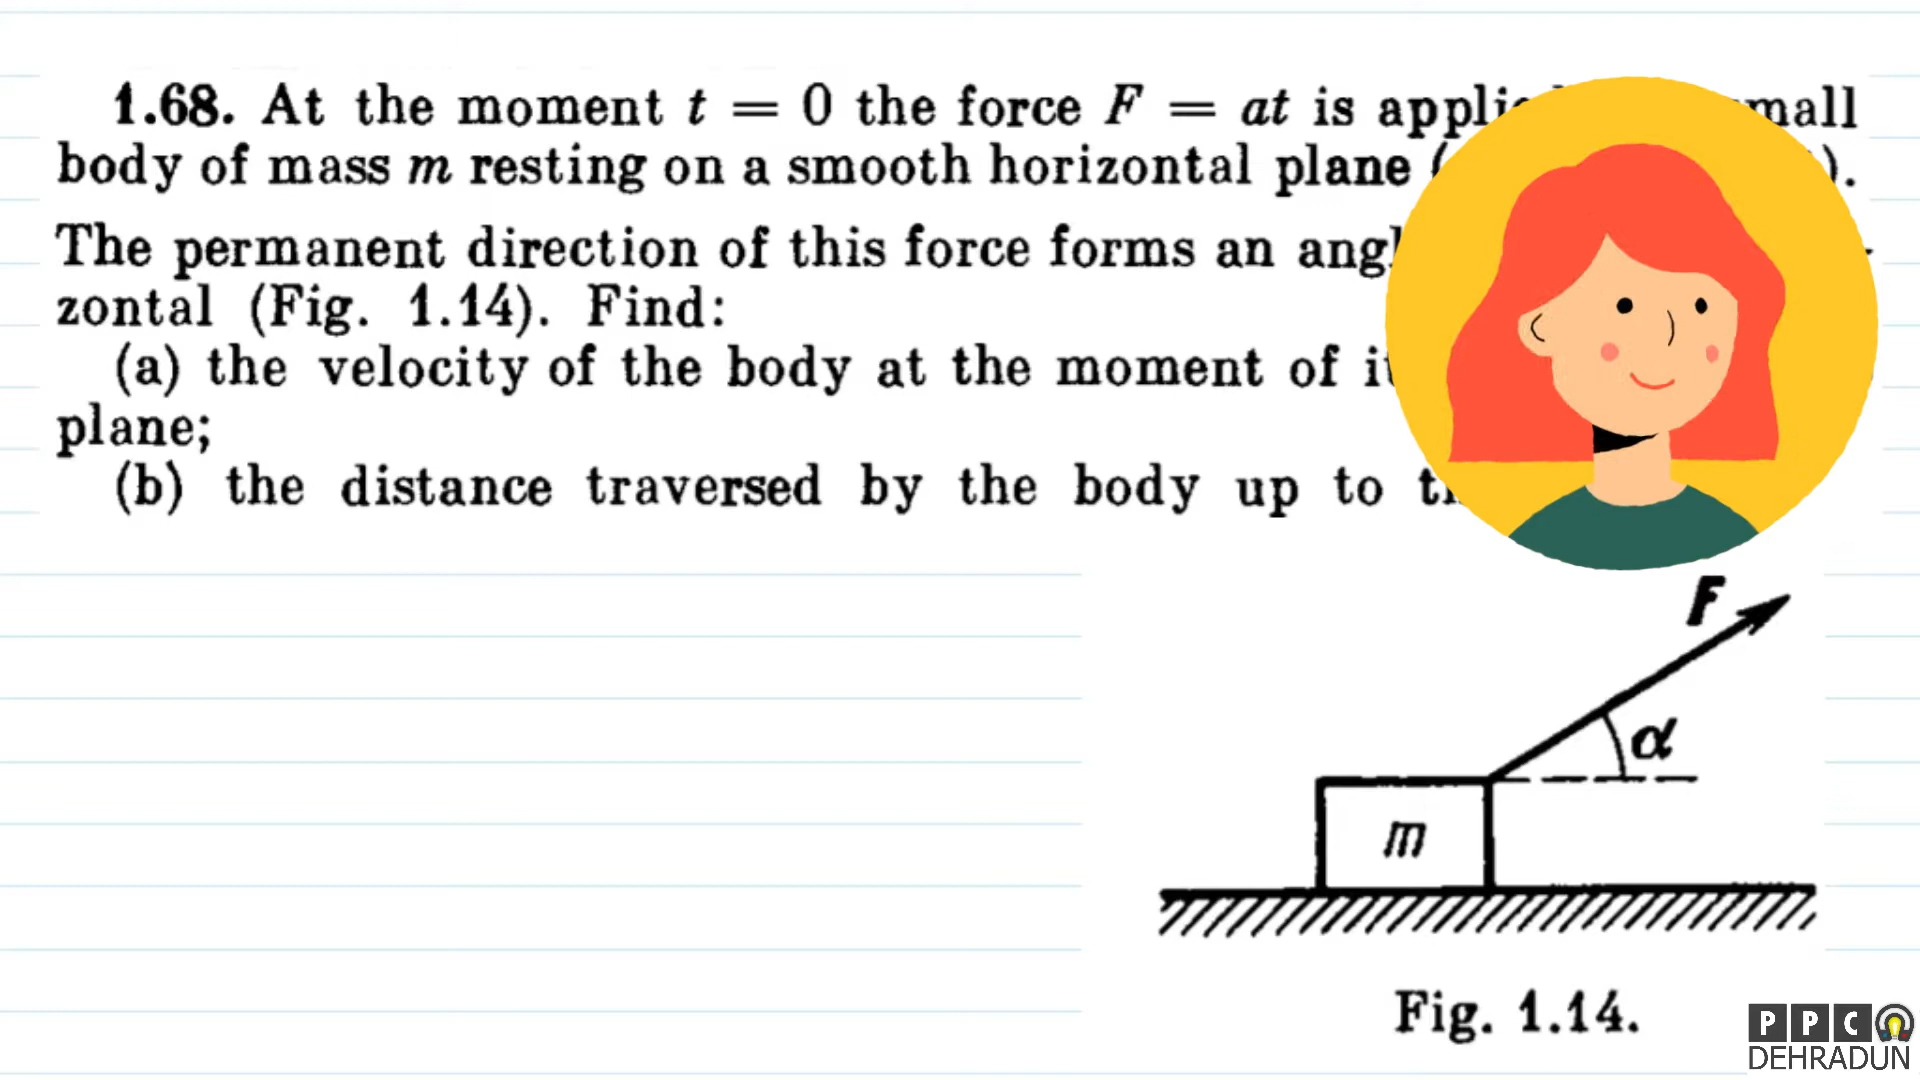 1.68. At the moment t = 0 the force F = at is mall
body of mass m resting on a smooth horizontal plane ( ).
The permanent direction of this force forms an
zontal (Fig. 1.14). Find:
(a) the velocity of the body at the moment of
plane;
(b) the distance traversed by the body up to
F
α
m
Fig. 1.14.
PPC
DEHRADUN